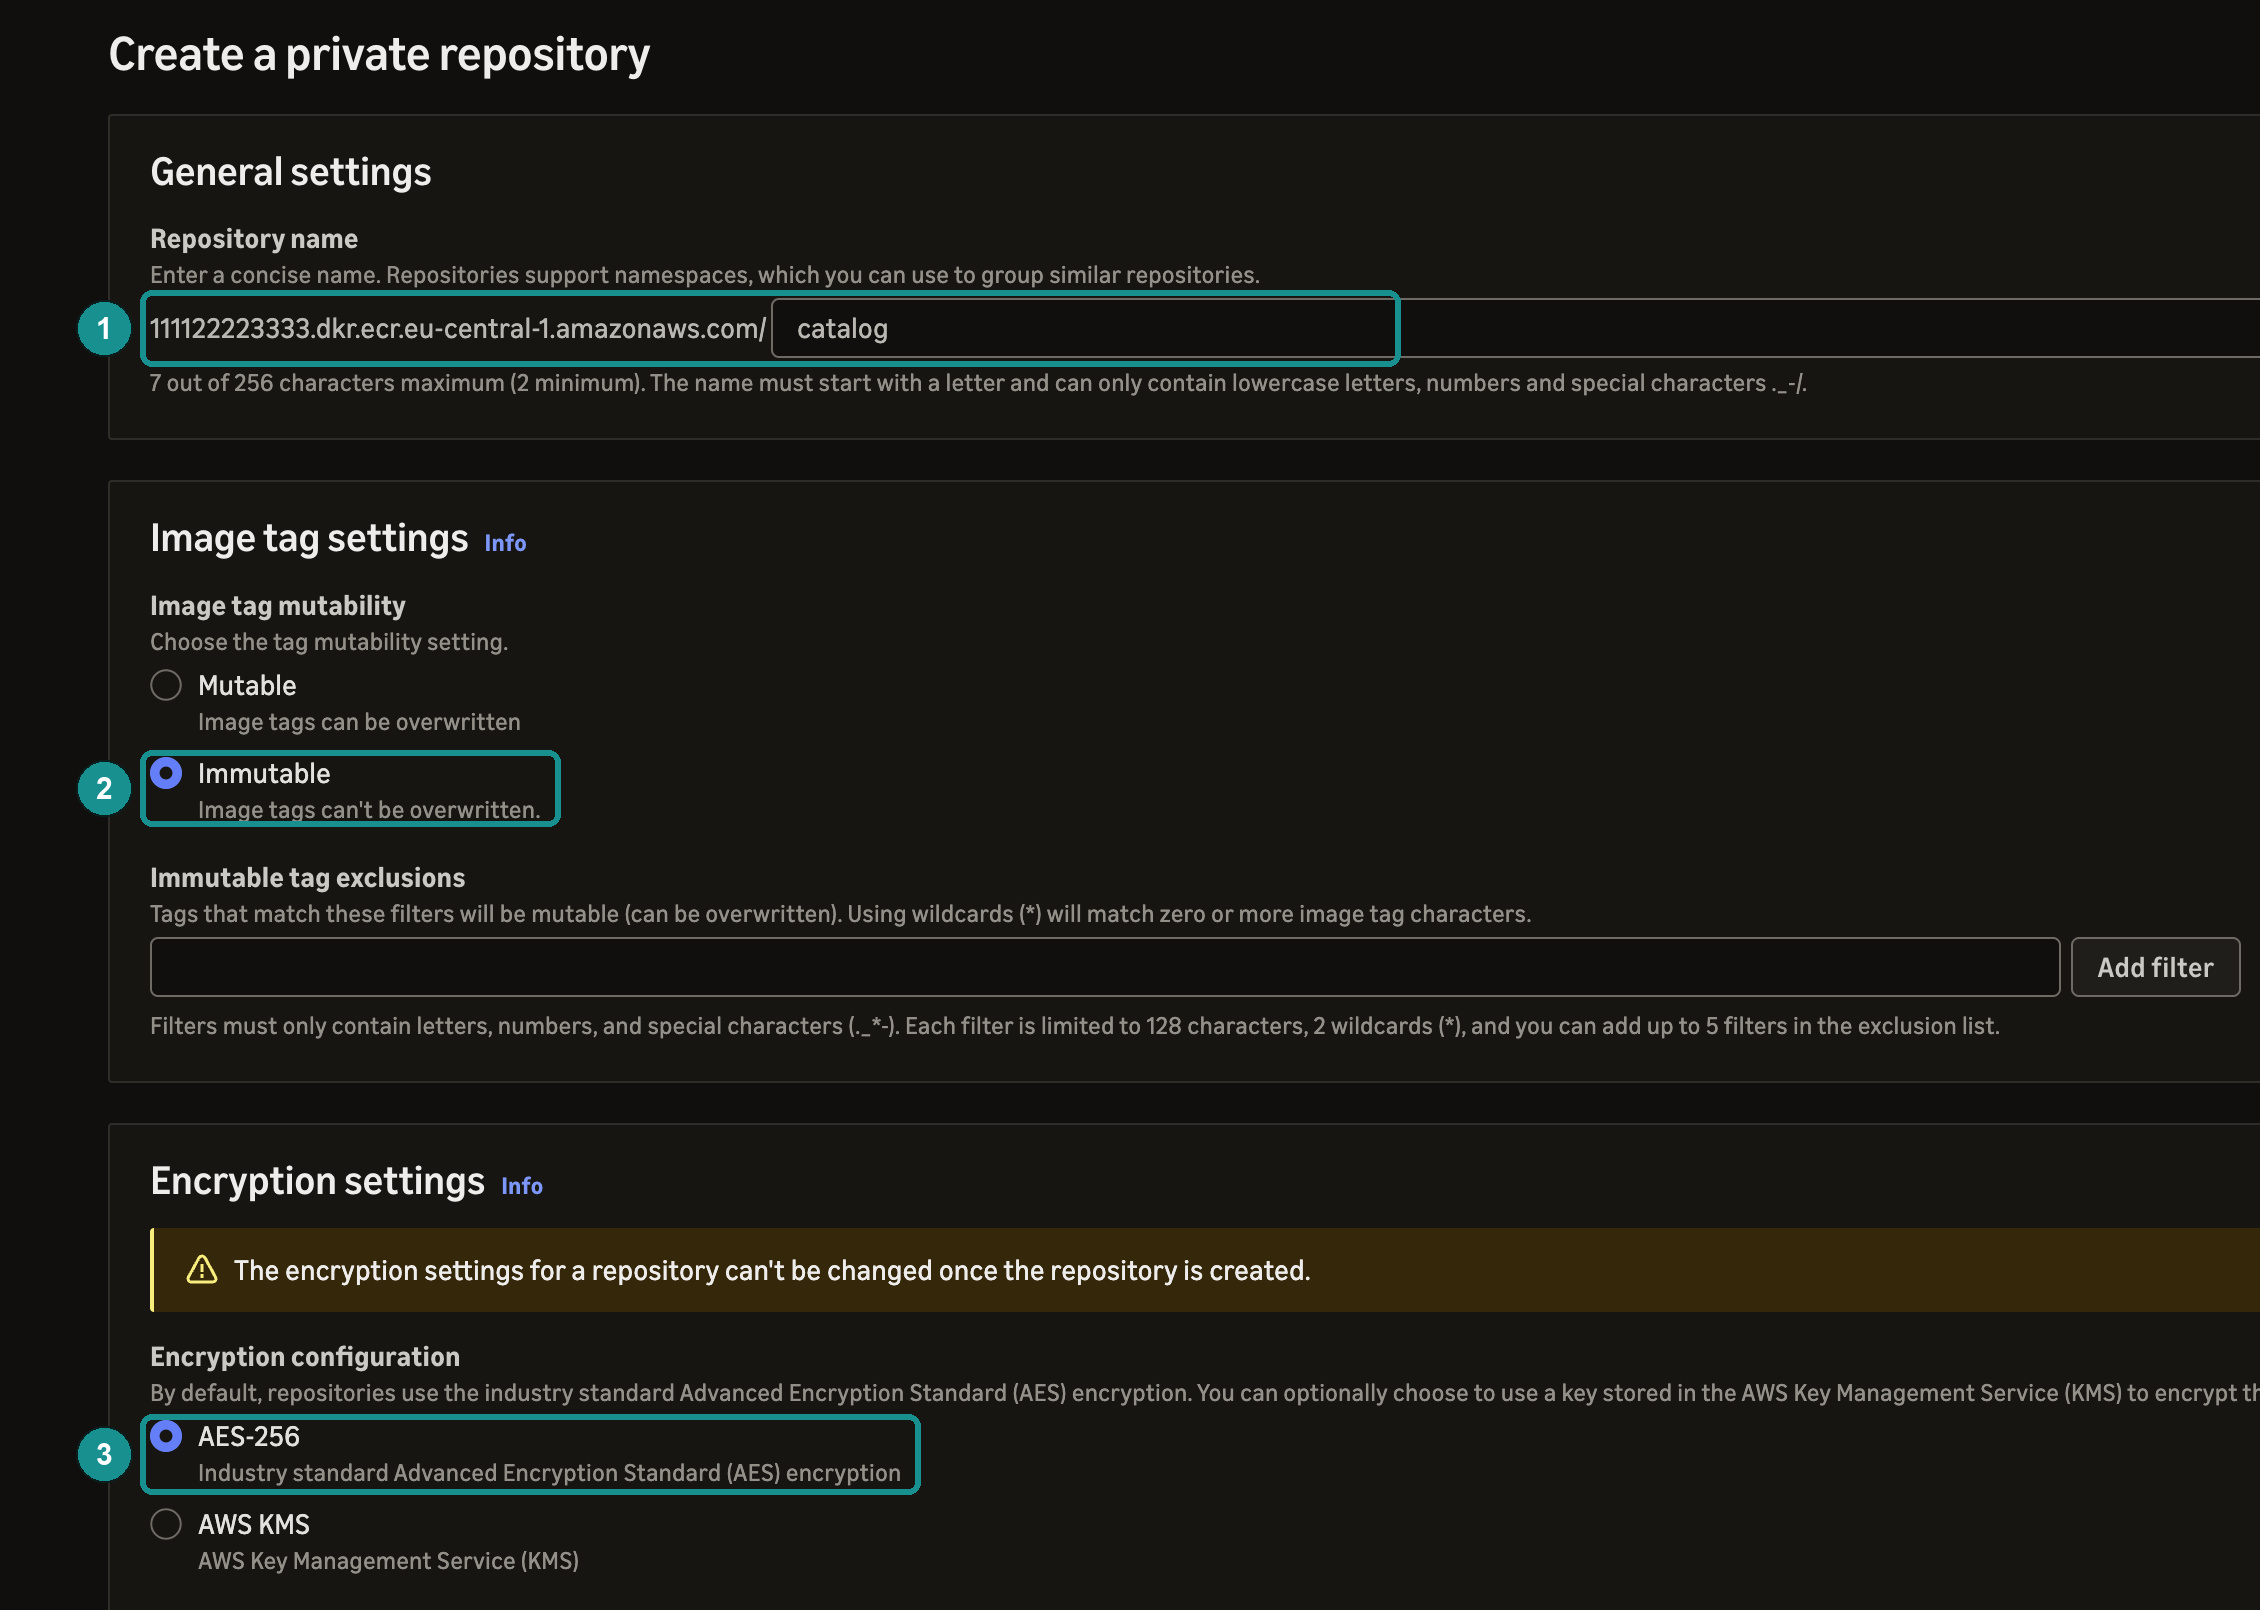 Create a private repository
General settings
Repository name
Enter a concise name. Repositories support namespaces, which you can use to group similar repositories.
1
111122223333.dkr.ecr.eu-central-1.amazonaws.com/ catalog
7 out of 256 characters maximum (2 minimum). The name must start with a letter and can only contain lowercase letters, numbers and special characters ._-/.
Image tag settings Info
Image tag mutability
Choose the tag mutability setting.
Mutable
Image tags can be overwritten
2
Immutable
Image tags can't be overwritten.
Immutable tag exclusions
Tags that match these filters will be mutable (can be overwritten). Using wildcards (*) will match zero or more image tag characters.
Add filter
Filters must only contain letters, numbers, and special characters (._*-). Each filter is limited to 128 characters, 2 wildcards (*), and you can add up to 5 filters in the exclusion list.
Encryption settings Info
The encryption settings for a repository can't be changed once the repository is created.
Encryption configuration
By default, repositories use the industry standard Advanced Encryption Standard (AES) encryption. You can optionally choose to use a key stored in the AWS Key Management Service (KMS) to encrypt
3
AES-256
Industry standard Advanced Encryption Standard (AES) encryption
AWS KMS
AWS Key Management Service (KMS)